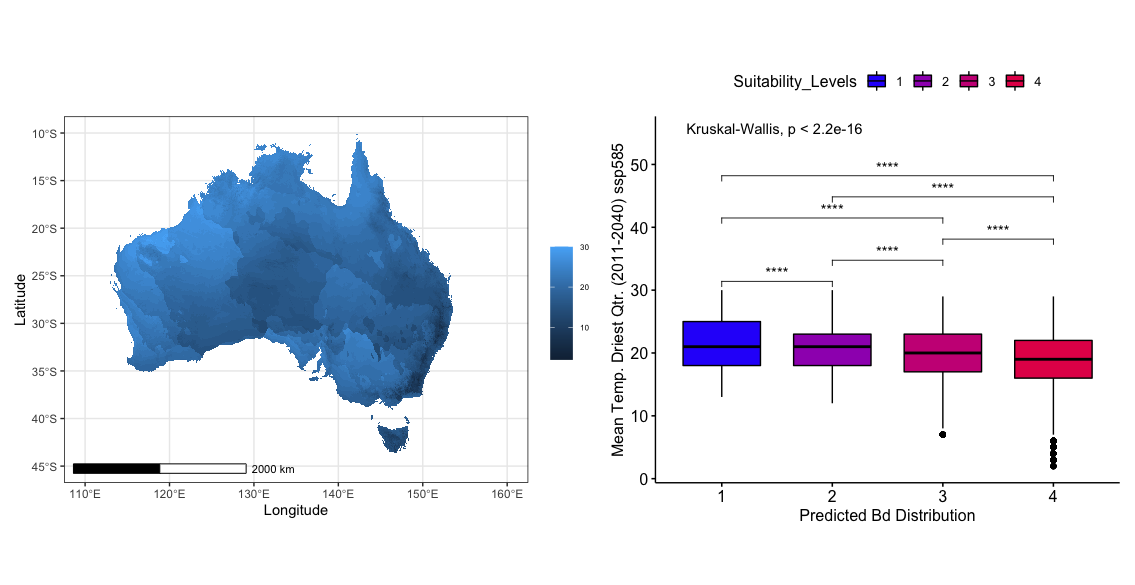 10°S
15°S
20°S
25°S
30°S
35°S
40°S
45°S
Latitude
2000 km
110°E 120°E 130°E 140°E 150°E 160°E
Longitude
30
20
10
Suitability_Levels 1 2 3 4
Kruskal-Wallis, p < 2.2e-16
****
****
****
****
****
****
50
40
30
20
10
0
Mean Temp. Driest Qtr. (2011-2040) ssp585
1 2 3 4
Predicted Bd Distribution